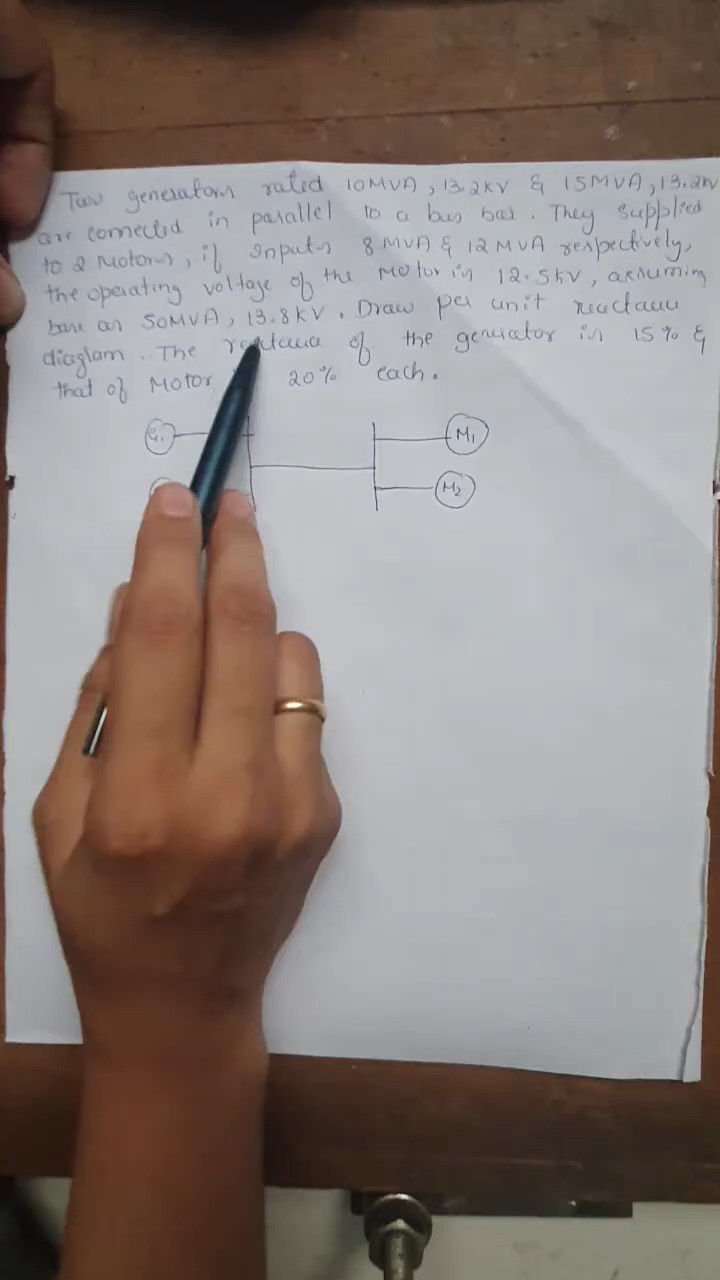 Two generators rated 10MVA, 13.2KV & 15MVA, 13.2KV
are connected in parallel to a bus bar. They supplied
to 2 Motors, if Inputs 8 MVA & 12 MVA respectively,
the operating voltage of the Motor is 12.5KV, assuming
base as 50MVA, 13.8KV. Draw per unit reactance
diaglam. The reactance of the generator is 15% &
that of Motor 20% each.
G1 M1
M2